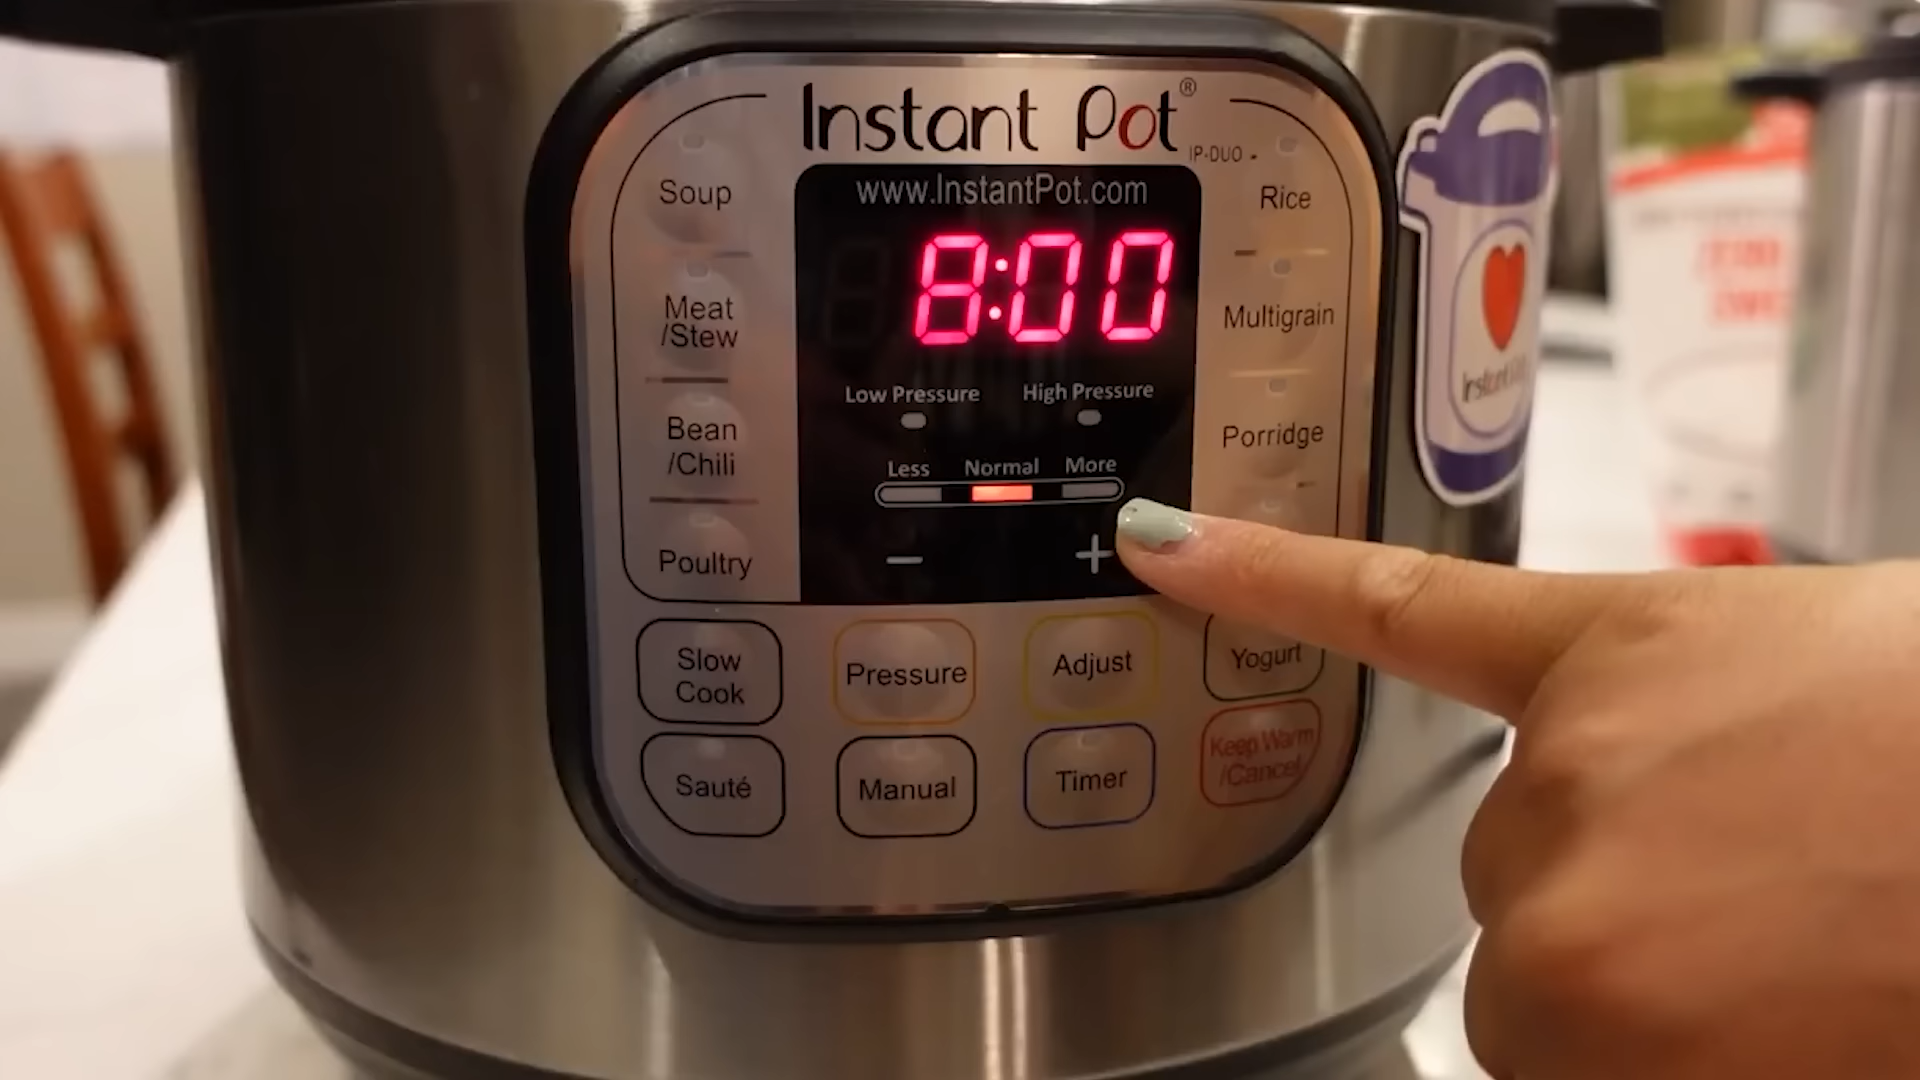 Instant Pot®
IP-DUO
www.InstantPot.com
8:00
Low Pressure
High Pressure
Less
Normal
More
−
+
Soup
Meat
/Stew
Bean
/Chili
Poultry
Rice
Multigrain
Porridge
Slow
Cook
Pressure
Adjust
Yogurt
Sauté
Manual
Timer
Keep Warm
/Cancel